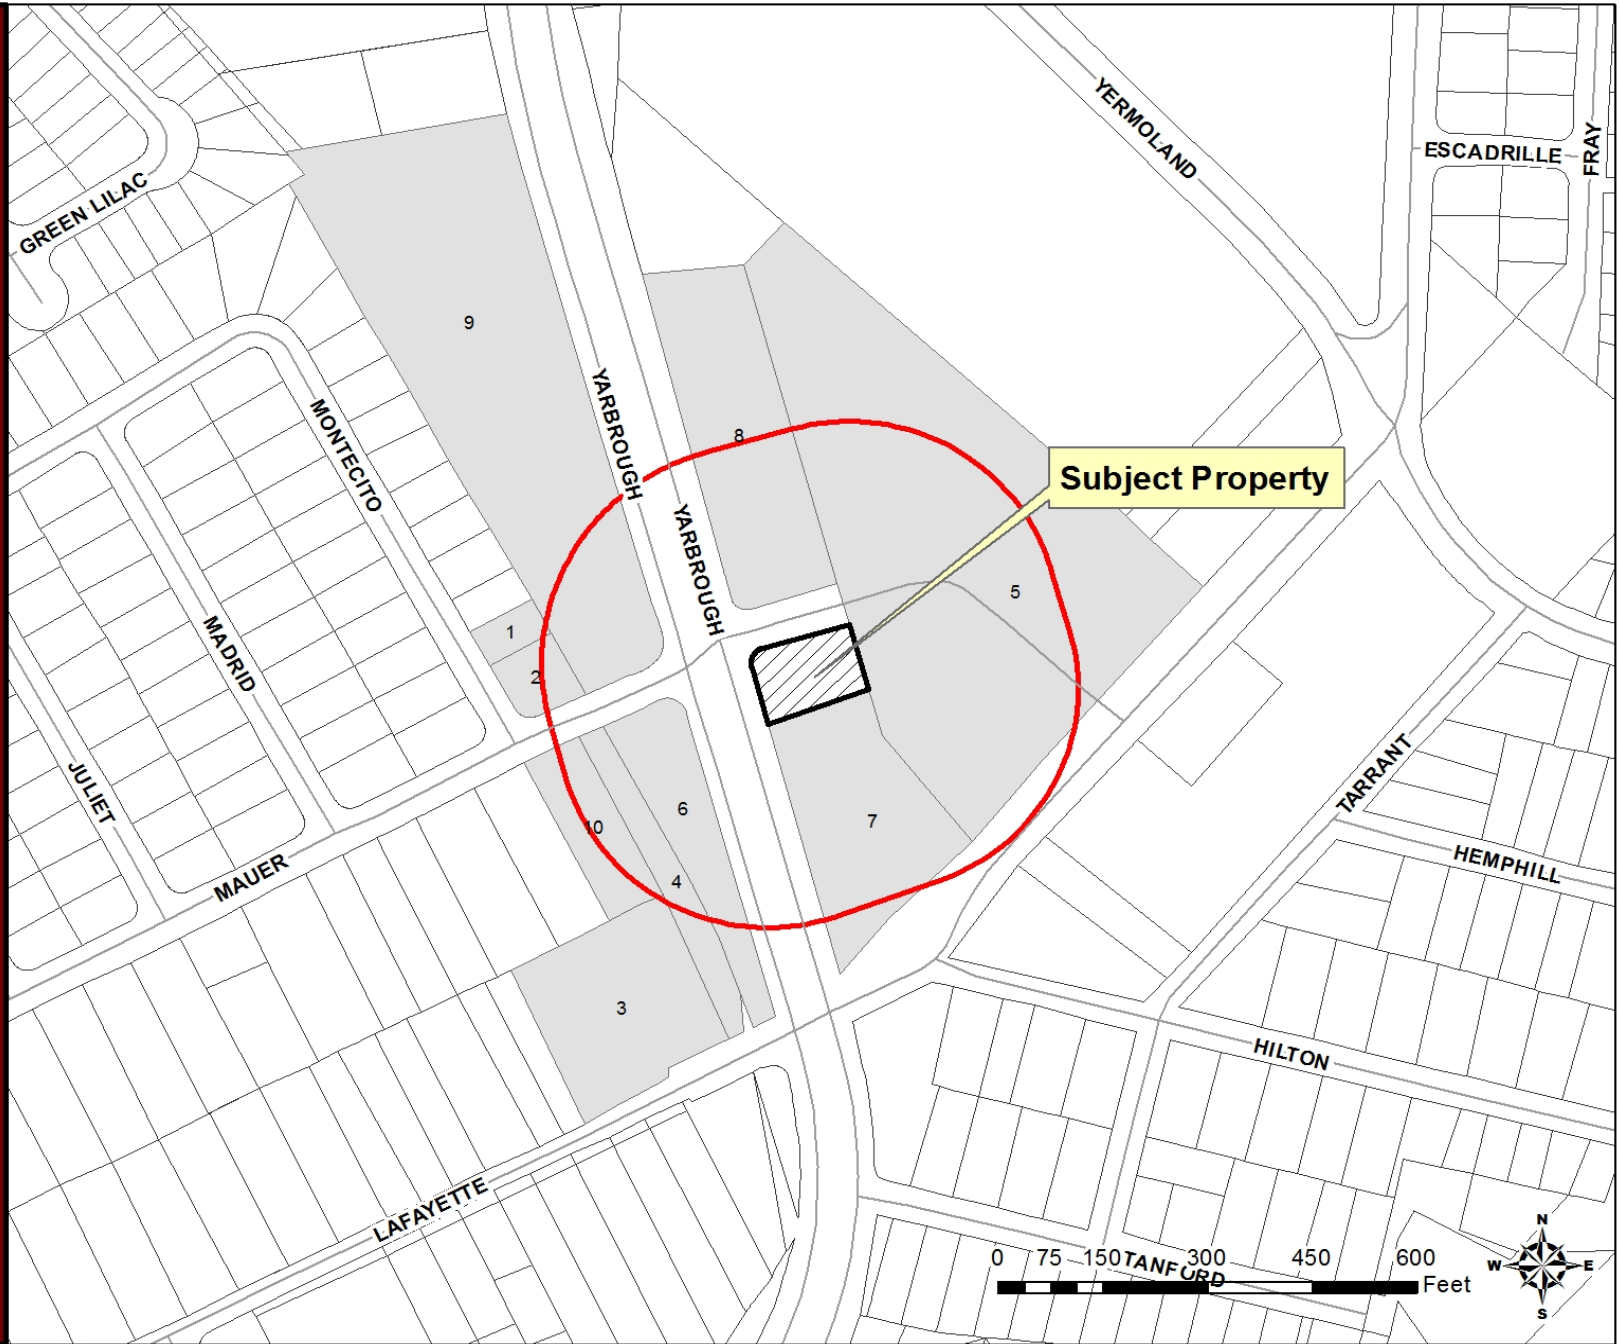 YERMOLAND
ESCADRILLE
FRAY
GREEN LILAC
9
YARBROUGH
MONTECITO
8
Subject Property
YARBROUGH
5
1
MADRID
2
JULIET
TARRANT
6
7
10
HEMPHILL
MAUER
4
3
HILTON
LAFAYETTE
N
W E
S
0 75 150 300 450 600
TANFORD
Feet